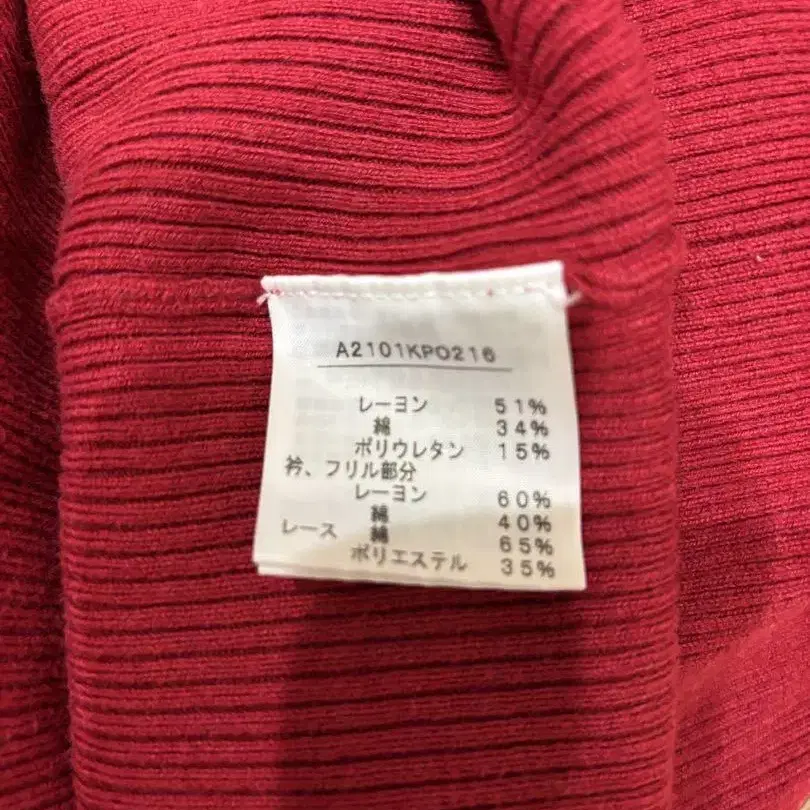 A2101KPO216
レーヨン 51%
綿 34%
ポリウレタン 15%
衿、フリル部分
レーヨン 60%
綿 40%
レース 綿 65%
ポリエステル 35%